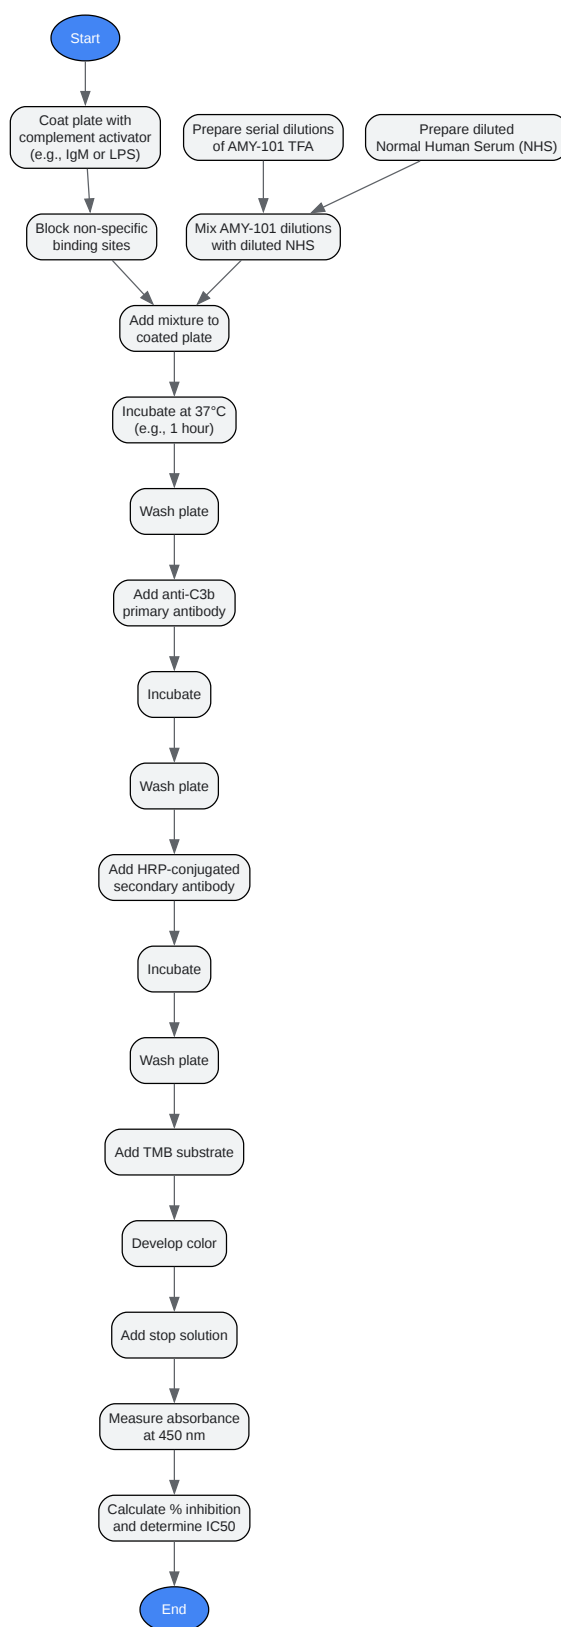 Start
Coat plate with
complement activator
(e.g., IgM or LPS)
Prepare serial dilutions
of AMY-101 TFA
Prepare diluted
Normal Human Serum (NHS)
Block non-specific
binding sites
Mix AMY-101 dilutions
with diluted NHS
Add mixture to
coated plate
Incubate at 37°C
(e.g., 1 hour)
Wash plate
Add anti-C3b
primary antibody
Incubate
Wash plate
Add HRP-conjugated
secondary antibody
Incubate
Wash plate
Add TMB substrate
Develop color
Add stop solution
Measure absorbance
at 450 nm
Calculate % inhibition
and determine IC50
End